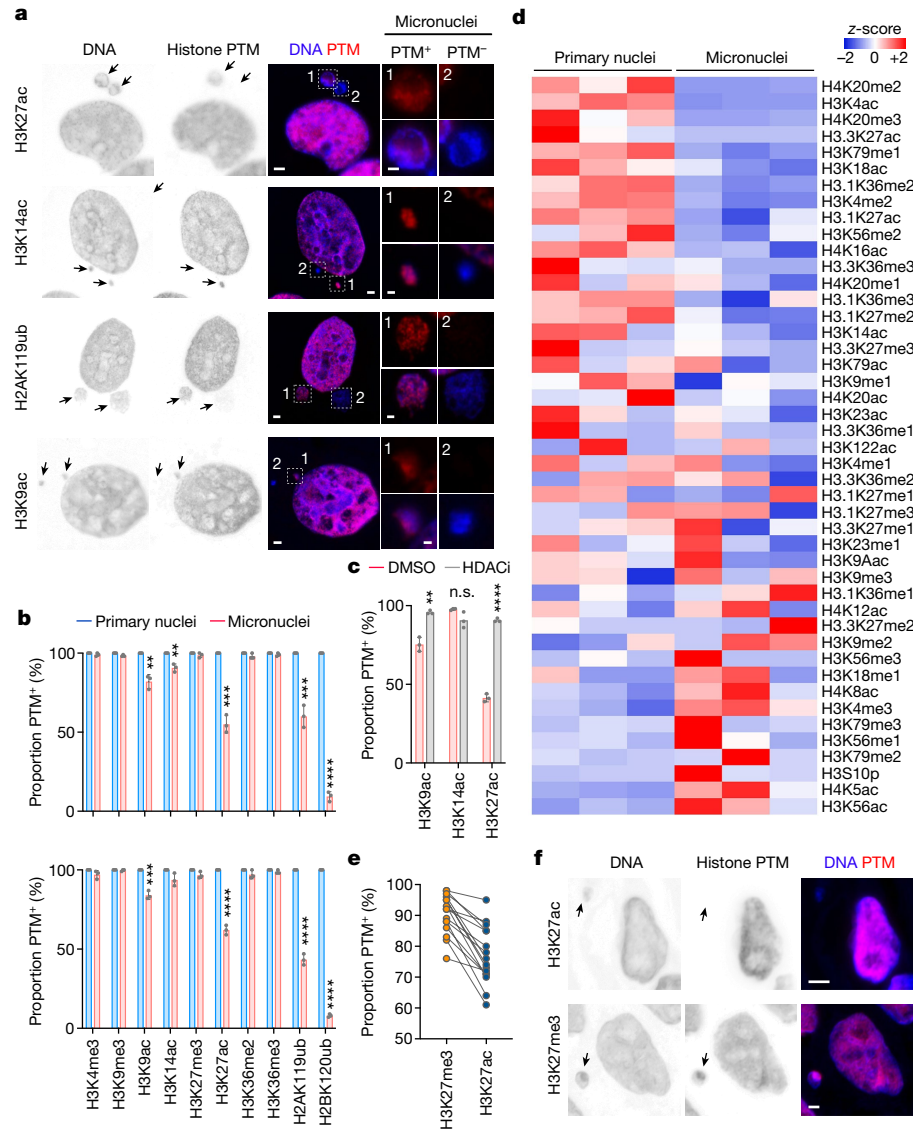 a
Micronuclei
DNA
Histone PTM
DNA PTM
PTM+
PTM−
H3K27ac
1
2
1
2
H3K14ac
2
1
1
2
H2AK119ub
1
2
1
2
H3K9ac
2
1
1
2
b
Primary nuclei
Micronuclei
Proportion PTM+ (%)
100
50
0
**
**
***
***
****
Proportion PTM+ (%)
100
50
0
***
****
****
****
H3K4me3
H3K9me3
H3K9ac
H3K14ac
H3K27me3
H3K27ac
H3K36me2
H3K36me3
H2AK119ub
H2BK120ub
c
DMSO
HDACi
Proportion PTM+ (%)
100
50
0
**
n.s.
****
H3K9ac
H3K14ac
H3K27ac
d
z-score
−2
0
+2
Primary nuclei
Micronuclei
H4K20me2
H3K4ac
H4K20me3
H3.3K27ac
H3K79me1
H3K18ac
H3.1K36me2
H3K4me2
H3.1K27ac
H3K56me2
H4K16ac
H3.3K36me3
H4K20me1
H3.1K36me3
H3.1K27me2
H3K14ac
H3.3K27me3
H3K79ac
H3K9me1
H4K20ac
H3K23ac
H3.3K36me1
H3K122ac
H3K4me1
H3.3K36me2
H3.1K27me1
H3.1K27me3
H3.3K27me1
H3K23me1
H3K9Aac
H3K9me3
H3.1K36me1
H4K12ac
H3.3K27me2
H3K9me2
H3K56me3
H3K18me1
H4K8ac
H3K4me3
H3K79me3
H3K56me1
H3K79me2
H3S10p
H4K5ac
H3K56ac
e
Proportion PTM+ (%)
100
90
80
70
60
50
H3K27me3
H3K27ac
f
DNA
Histone PTM
DNA PTM
H3K27ac
H3K27me3